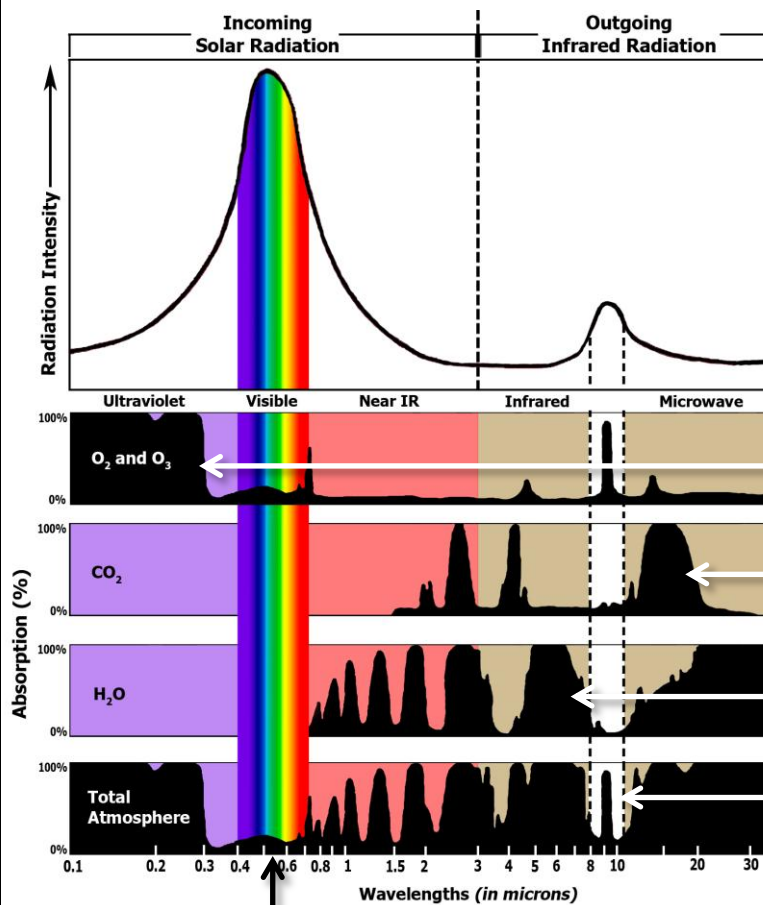 Incoming
Solar Radiation
Outgoing
Infrared Radiation
Radiation Intensity
Ultraviolet Visible Near IR Infrared Microwave
Absorption (%)
100%
O₂ and O₃
0%
100%
CO₂
0%
100%
H₂O
0%
100%
Total
Atmosphere
0%
0.1 0.2 0.3 0.4 0.6 0.8 1 1.5 2 3 4 5 6 8 10 20 30
Wavelengths (in microns)